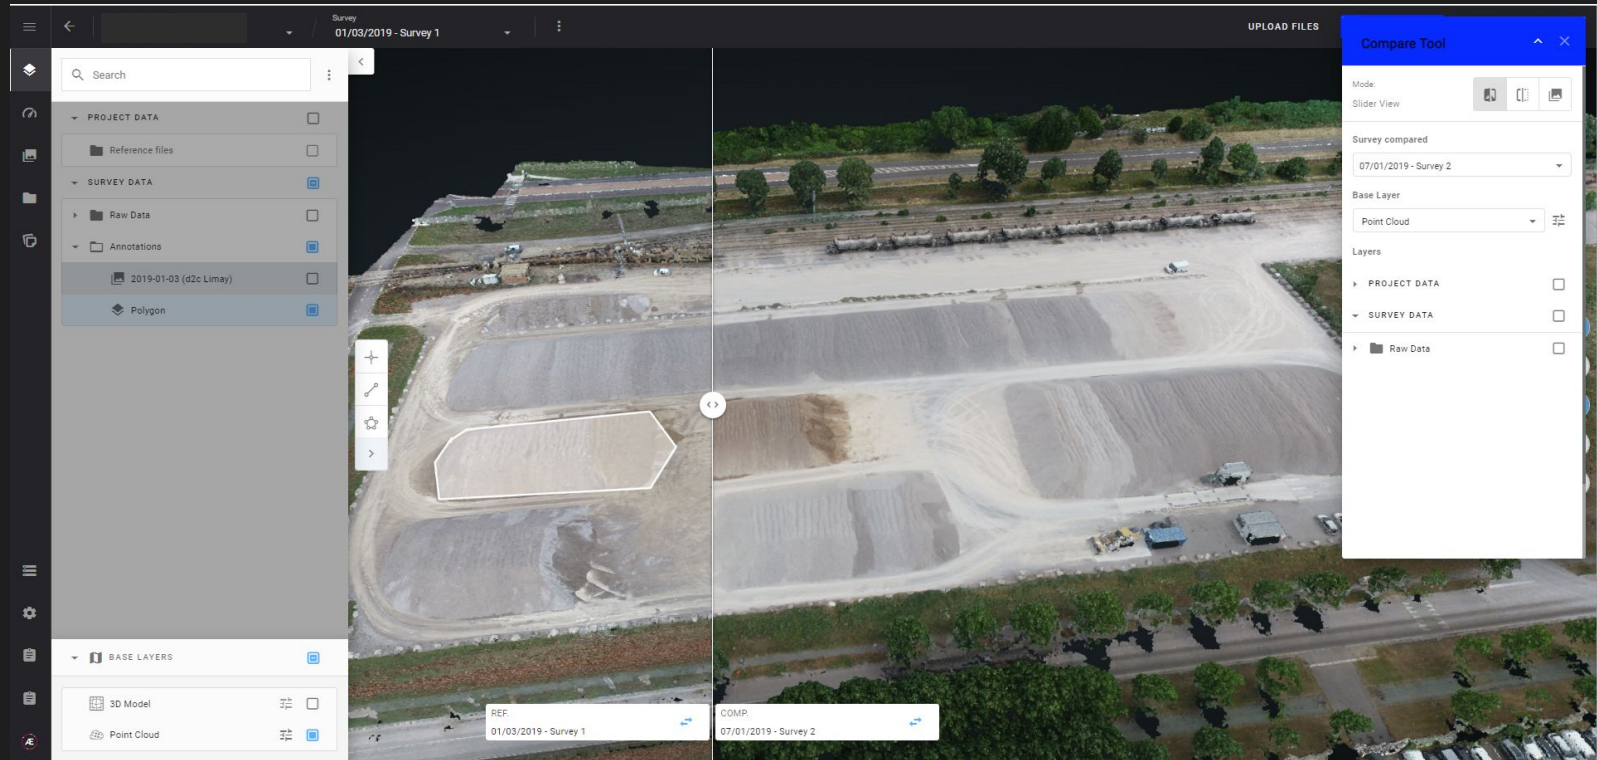 Survey
01/03/2019 - Survey 1
UPLOAD FILES
Search
PROJECT DATA
Reference files
SURVEY DATA
Raw Data
Annotations
2019-01-03 (d2c Limay)
Polygon
BASE LAYERS
3D Model
Point Cloud
Æ
REF.
01/03/2019 - Survey 1
COMP.
07/01/2019 - Survey 2
Compare Tool
Mode:
Slider View
Survey compared
07/01/2019 - Survey 2
Base Layer
Point Cloud
Layers
PROJECT DATA
SURVEY DATA
Raw Data